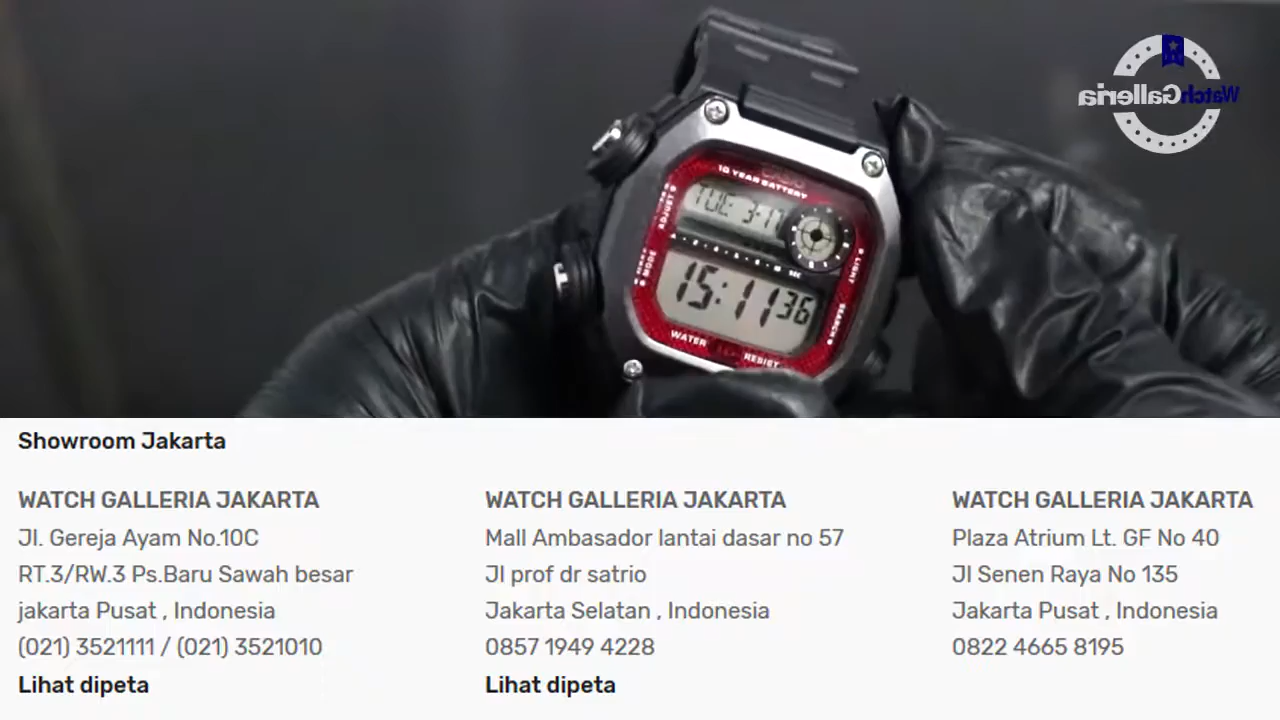 WatchGalleria
CASIO
10 YEAR BATTERY
ADJUST
TUE 3-17
MODE
LIGHT
15:11 36
SEARCH
WATER RESIST
Showroom Jakarta
WATCH GALLERIA JAKARTA
Jl. Gereja Ayam No.10C
RT.3/RW.3 Ps.Baru Sawah besar
jakarta Pusat , Indonesia
(021) 3521111 / (021) 3521010
Lihat dipeta
WATCH GALLERIA JAKARTA
Mall Ambasador lantai dasar no 57
Jl prof dr satrio
Jakarta Selatan , Indonesia
0857 1949 4228
Lihat dipeta
WATCH GALLERIA JAKARTA
Plaza Atrium Lt. GF No 40
Jl Senen Raya No 135
Jakarta Pusat , Indonesia
0822 4665 8195